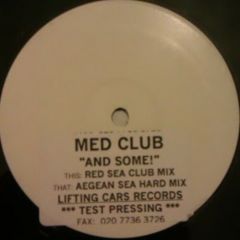 MED CLUB
"AND SOME!"
THIS: RED SEA CLUB MIX
THAT: AEGEAN SEA HARD MIX
LIFTING CARS RECORDS
*** TEST PRESSING ***
FAX: 020 7736 3726